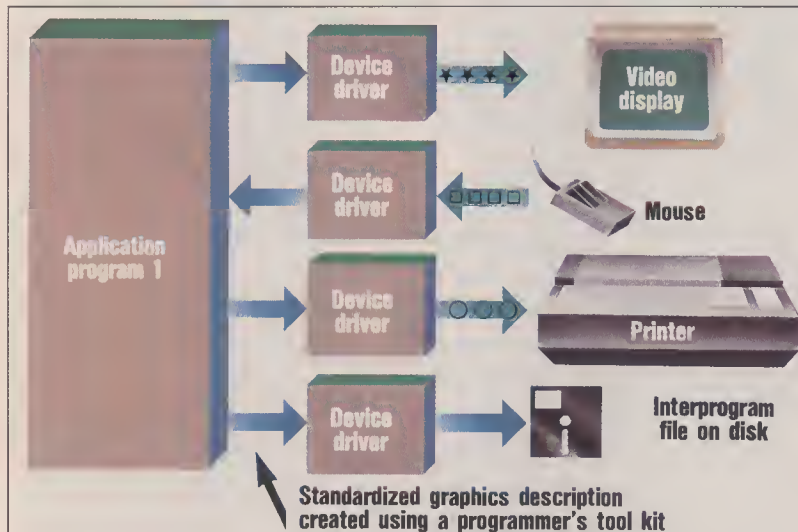 Device
driver
Video
display
Device
driver
Mouse
Application
program 1
Device
driver
Printer
Device
driver
Interprogram
file on disk
Standardized graphics description
created using a programmer's tool kit